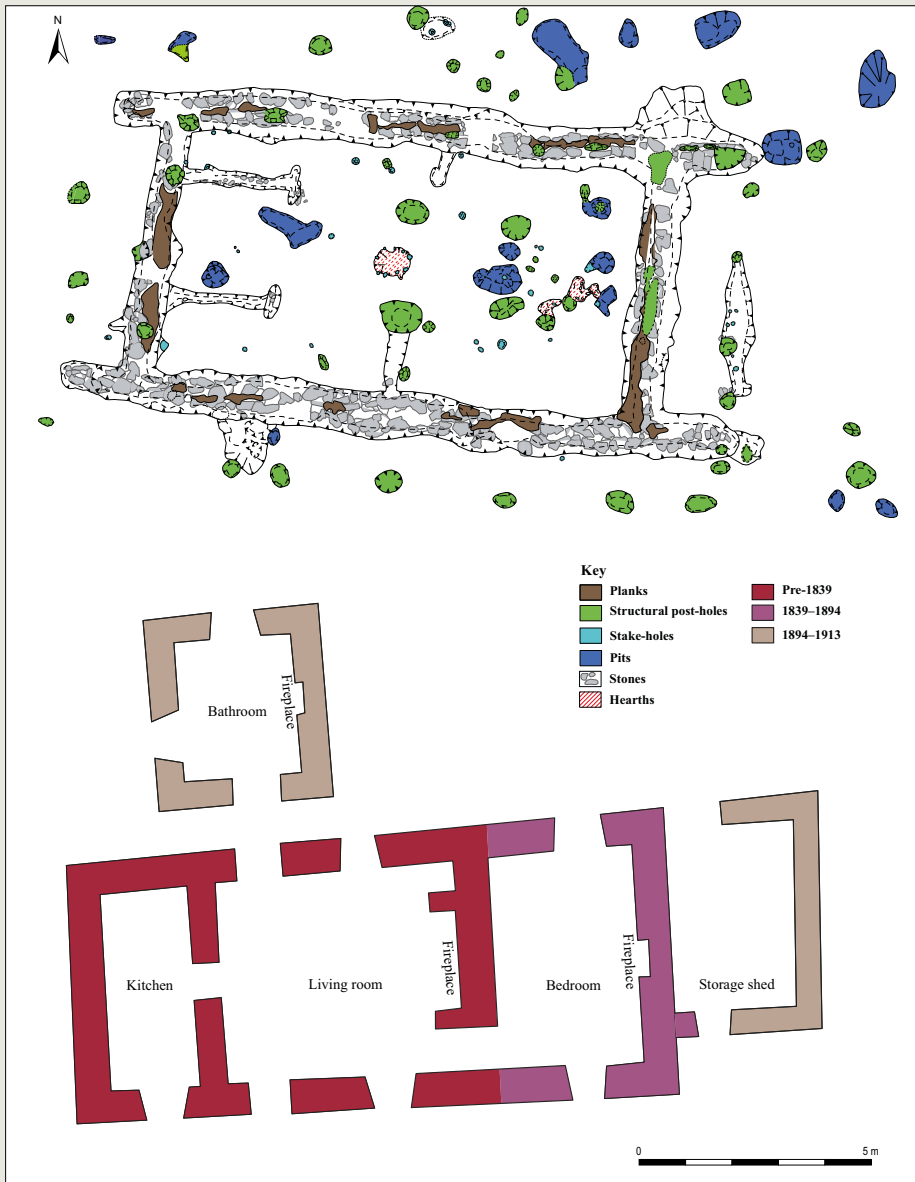 N
Key
Planks
Structural post-holes
Stake-holes
Pits
Stones
Hearths
Pre-1839
1839–1894
1894–1913
Bathroom
Fireplace
Kitchen
Living room
Fireplace
Bedroom
Fireplace
Storage shed
0
5 m